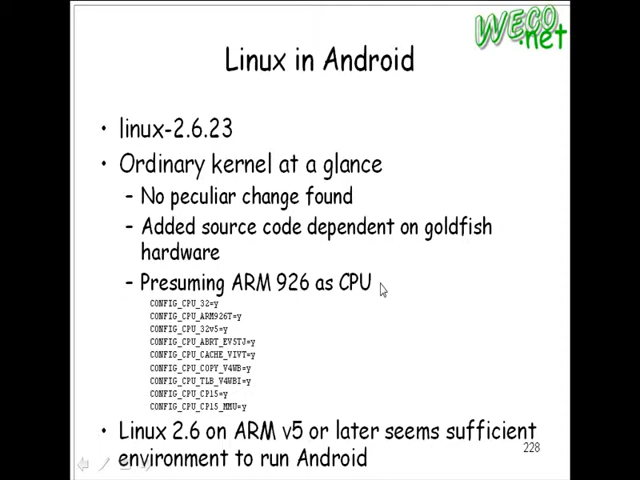 WECO
.net
Linux in Android
• linux-2.6.23
• Ordinary kernel at a glance
– No peculiar change found
– Added source code dependent on goldfish
hardware
– Presuming ARM 926 as CPU
CONFIG_CPU_32=y
CONFIG_CPU_ARM926T=y
CONFIG_CPU_32v5=y
CONFIG_CPU_ABRT_EV5TJ=y
CONFIG_CPU_CACHE_VIVT=y
CONFIG_CPU_COPY_V4WB=y
CONFIG_CPU_TLB_V4WBI=y
CONFIG_CPU_CP15=y
CONFIG_CPU_CP15_MMU=y
• Linux 2.6 on ARM v5 or later seems sufficient
environment to run Android
228